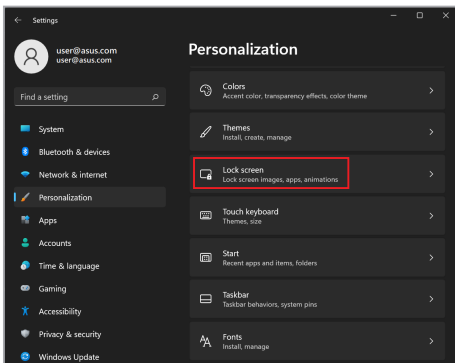 Settings
user@asus.com
user@asus.com
Find a setting
System
Bluetooth & devices
Network & internet
Personalization
Apps
Accounts
Time & language
Gaming
Accessibility
Privacy & security
Windows Update
Personalization
Colors
Accent color, transparency effects, color theme
Themes
Install, create, manage
Lock screen
Lock screen images, apps, animations
Touch keyboard
Themes, size
Start
Recent apps and items, folders
Taskbar
Taskbar behaviors, system pins
Fonts
Install, manage